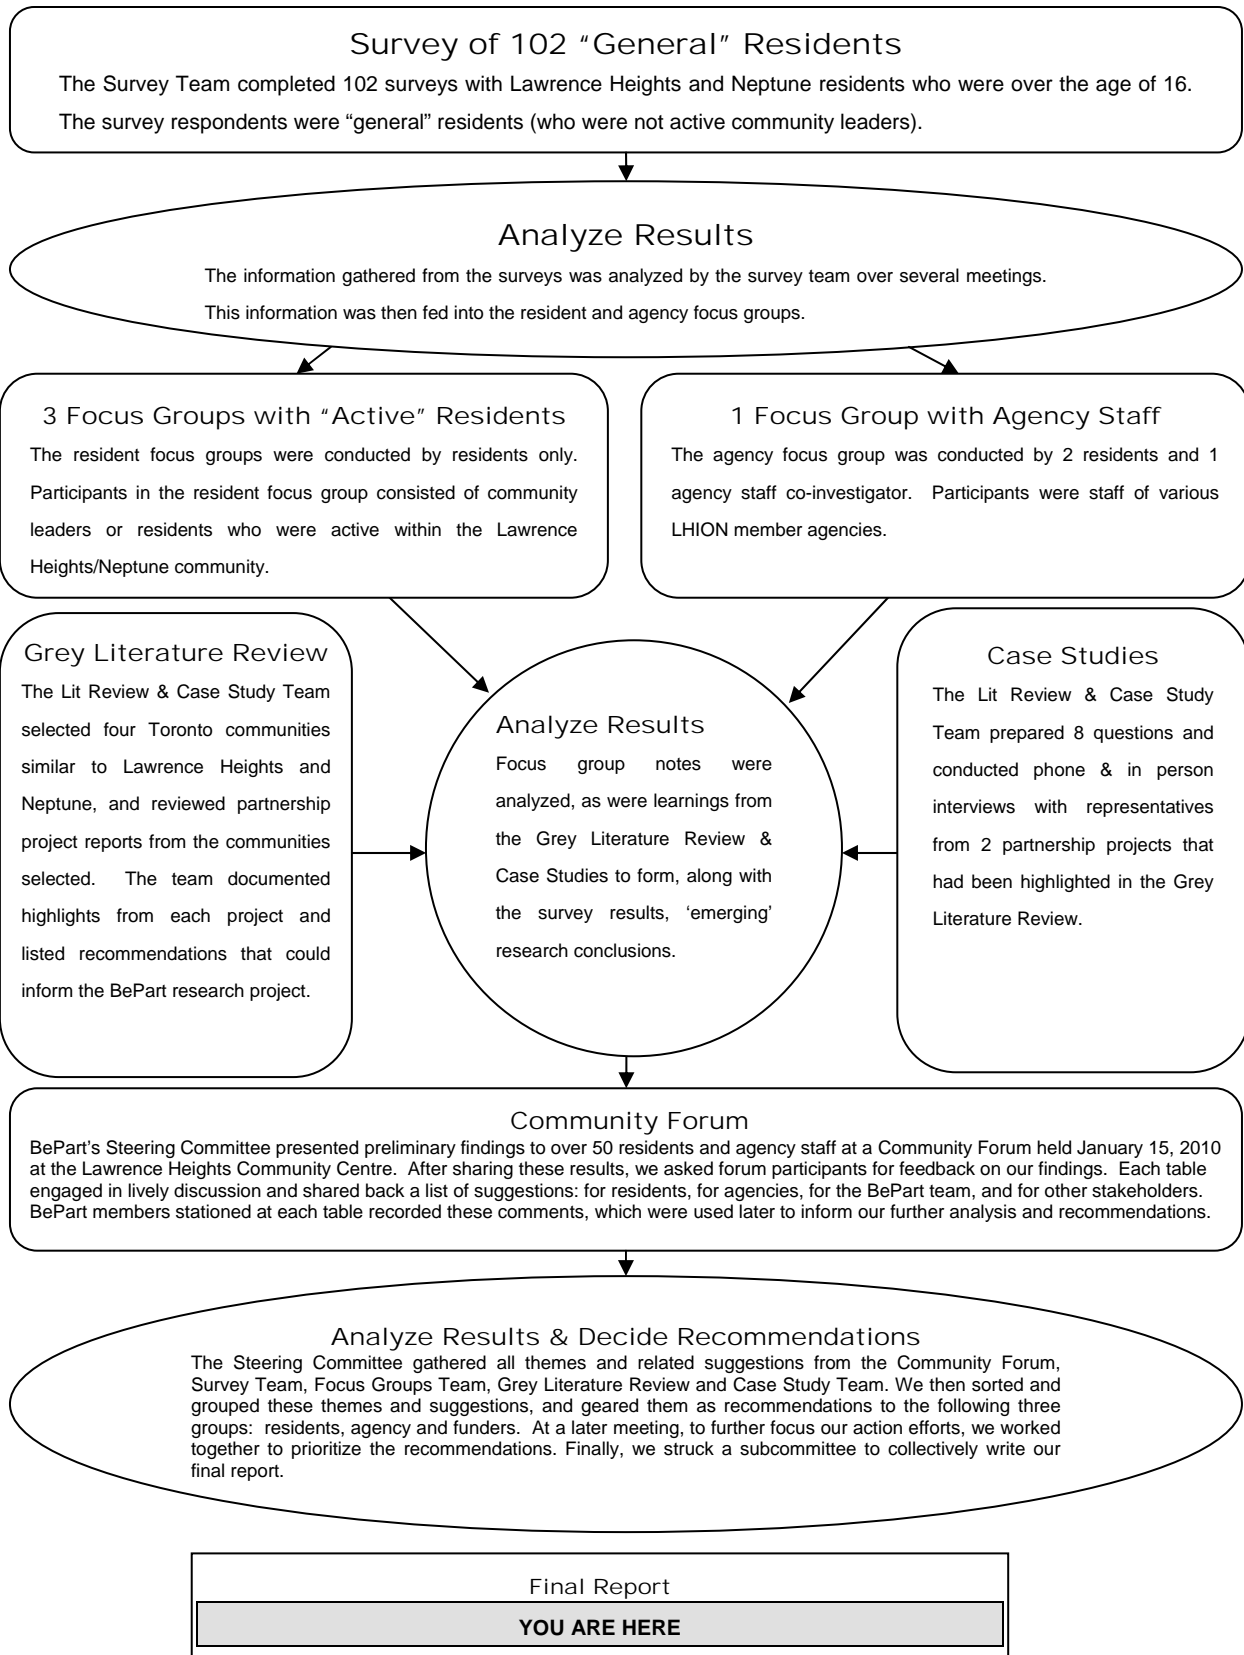 Survey of 102 “General” Residents
The Survey Team completed 102 surveys with Lawrence Heights and Neptune residents who were over the age of 16.
The survey respondents were “general” residents (who were not active community leaders).
Analyze Results
The information gathered from the surveys was analyzed by the survey team over several meetings.
This information was then fed into the resident and agency focus groups.
3 Focus Groups with “Active” Residents
The resident focus groups were conducted by residents only.
Participants in the resident focus group consisted of community
leaders or residents who were active within the Lawrence
Heights/Neptune community.
1 Focus Group with Agency Staff
The agency focus group was conducted by 2 residents and 1
agency staff co-investigator. Participants were staff of various
LHION member agencies.
Grey Literature Review
The Lit Review & Case Study Team
selected four Toronto communities
similar to Lawrence Heights and
Neptune, and reviewed partnership
project reports from the communities
selected. The team documented
highlights from each project and
listed recommendations that could
inform the BePart research project.
Analyze Results
Focus group notes were
analyzed, as were learnings from
the Grey Literature Review &
Case Studies to form, along with
the survey results, ‘emerging’
research conclusions.
Case Studies
The Lit Review & Case Study
Team prepared 8 questions and
conducted phone & in person
interviews with representatives
from 2 partnership projects that
had been highlighted in the Grey
Literature Review.
Community Forum
BePart’s Steering Committee presented preliminary findings to over 50 residents and agency staff at a Community Forum held January 15, 2010
at the Lawrence Heights Community Centre. After sharing these results, we asked forum participants for feedback on our findings. Each table
engaged in lively discussion and shared back a list of suggestions: for residents, for agencies, for the BePart team, and for other stakeholders.
BePart members stationed at each table recorded these comments, which were used later to inform our further analysis and recommendations.
Analyze Results & Decide Recommendations
The Steering Committee gathered all themes and related suggestions from the Community Forum,
Survey Team, Focus Groups Team, Grey Literature Review and Case Study Team. We then sorted and
grouped these themes and suggestions, and geared them as recommendations to the following three
groups: residents, agency and funders. At a later meeting, to further focus our action efforts, we worked
together to prioritize the recommendations. Finally, we struck a subcommittee to collectively write our
final report.
Final Report
YOU ARE HERE